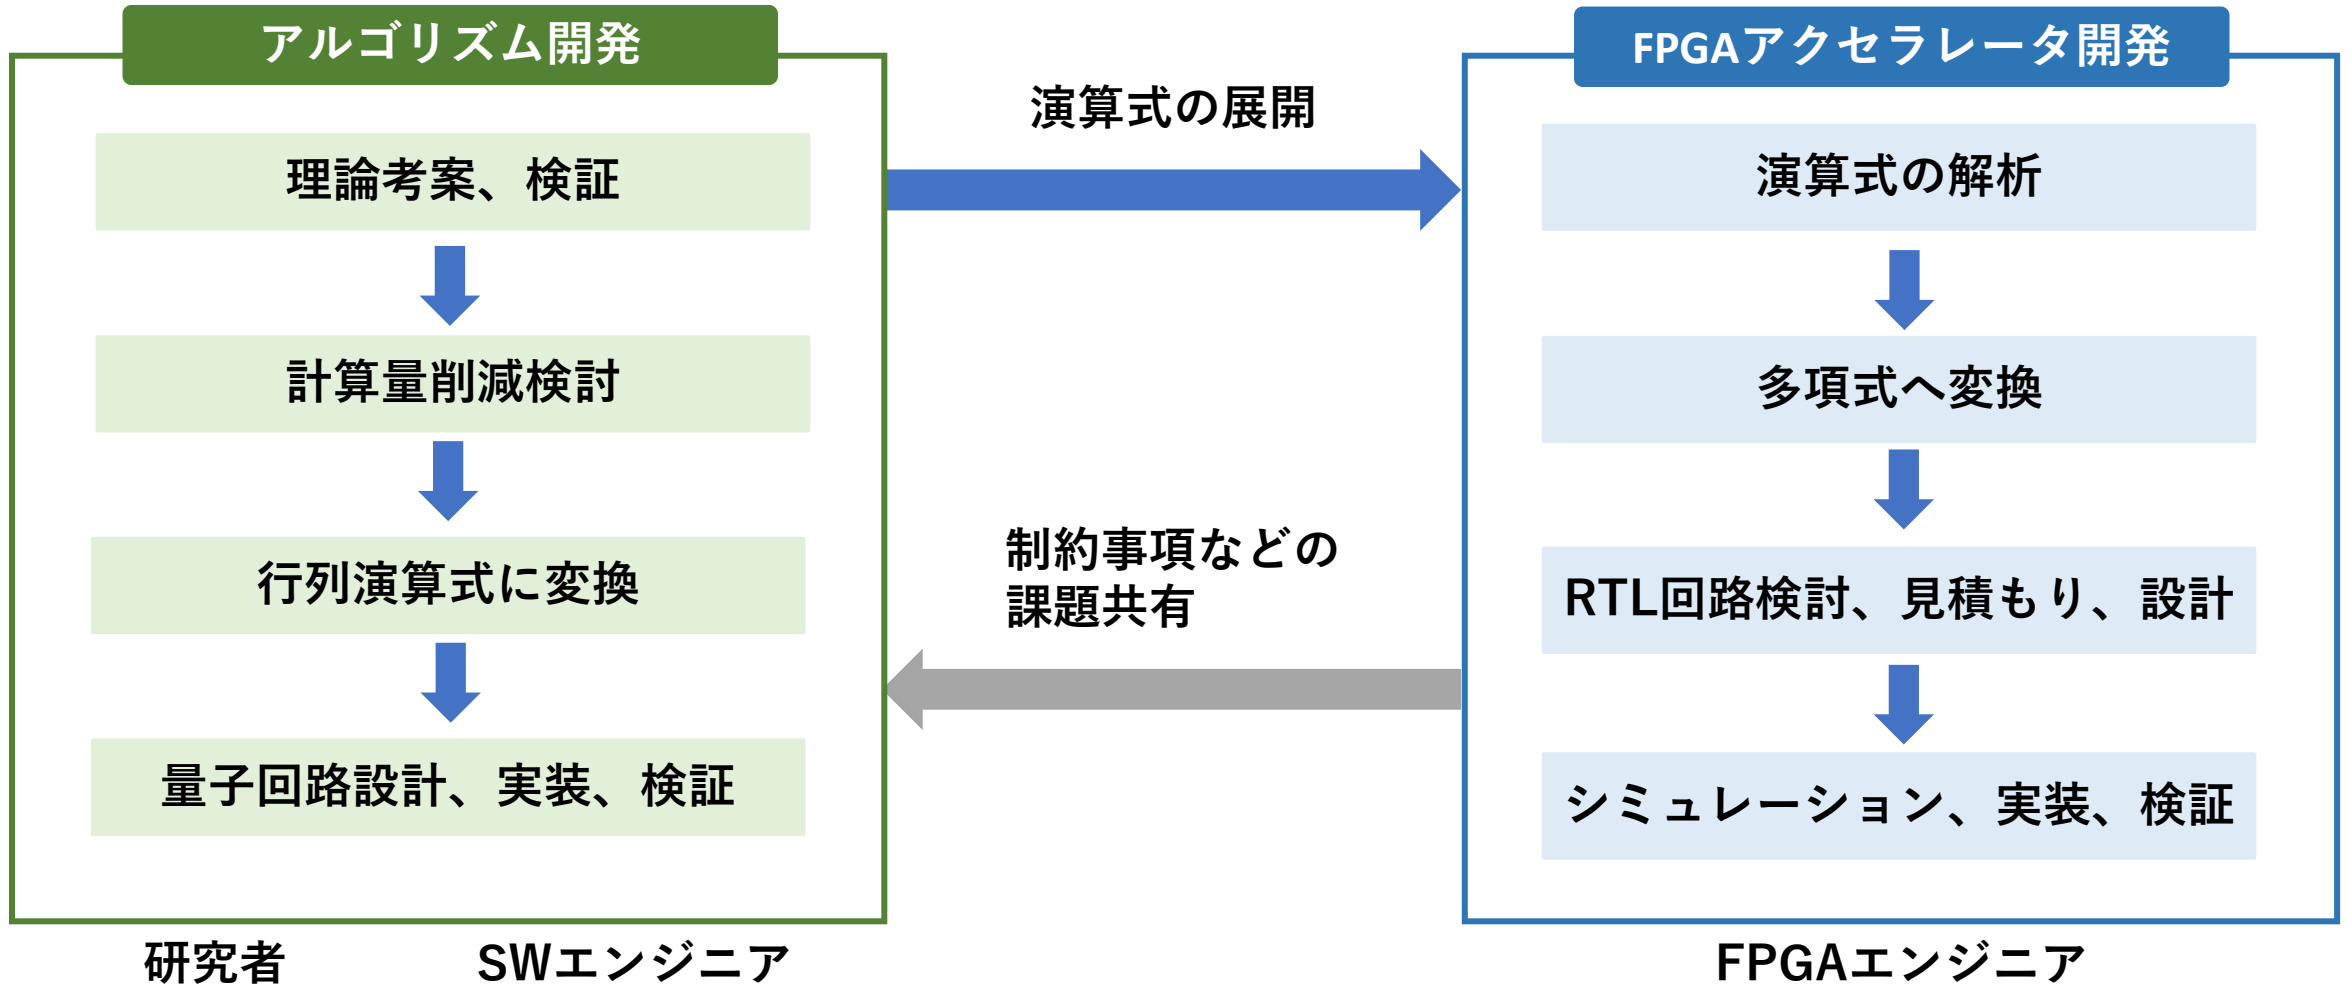 アルゴリズム開発
理論考案、検証
計算量削減検討
行列演算式に変換
量子回路設計、実装、検証
研究者
SWエンジニア
演算式の展開
制約事項などの
課題共有
FPGAアクセラレータ開発
演算式の解析
多項式へ変換
RTL回路検討、見積もり、設計
シミュレーション、実装、検証
FPGAエンジニア